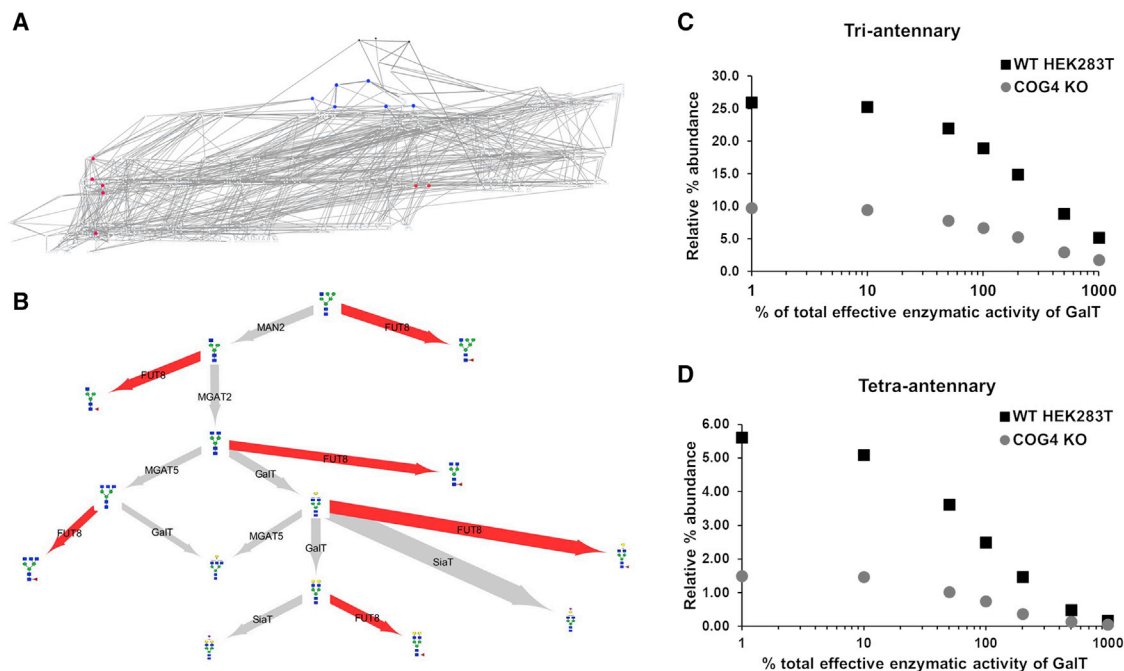 A
B
MAN2
FUT8
FUT8
MGAT2
MGAT5
GalT
FUT8
FUT8
GalT
MGAT5
GalT
FUT8
SiaT
SiaT
FUT8
C
Tri-antennary
WT HEK283T
COG4 KO
Relative % abundance
30.0
25.0
20.0
15.0
10.0
5.0
0.0
1 10 100 1000
% of total effective enzymatic activity of GalT
D
Tetra-antennary
WT HEK283T
COG4 KO
Relative % abundance
6.00
5.00
4.00
3.00
2.00
1.00
0.00
1 10 100 1000
% total effective enzymatic activity of GalT